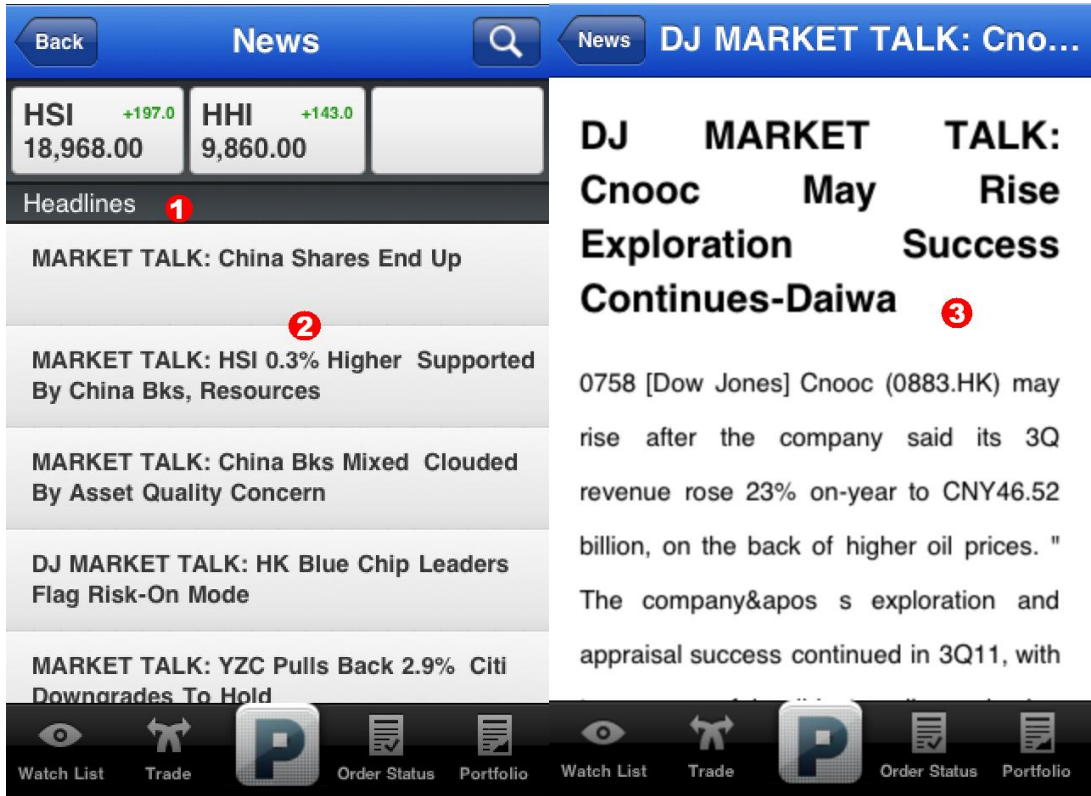 Back
News
HSI +197.0
18,968.00
HHI +143.0
9,860.00
Headlines 1
MARKET TALK: China Shares End Up
2
MARKET TALK: HSI 0.3% Higher  Supported
By China Bks, Resources
MARKET TALK: China Bks Mixed  Clouded
By Asset Quality Concern
DJ MARKET TALK: HK Blue Chip Leaders
Flag Risk-On Mode
MARKET TALK: YZC Pulls Back 2.9%  Citi
Downgrades To Hold
Watch List
Trade
P
Order Status
Portfolio
News
DJ MARKET TALK: Cno...
DJ MARKET TALK:
Cnooc May Rise
Exploration Success
Continues-Daiwa 3
0758 [Dow Jones] Cnooc (0883.HK) may
rise after the company said its 3Q
revenue rose 23% on-year to CNY46.52
billion, on the back of higher oil prices. "
The company&apos s exploration and
appraisal success continued in 3Q11, with
Watch List
Trade
P
Order Status
Portfolio